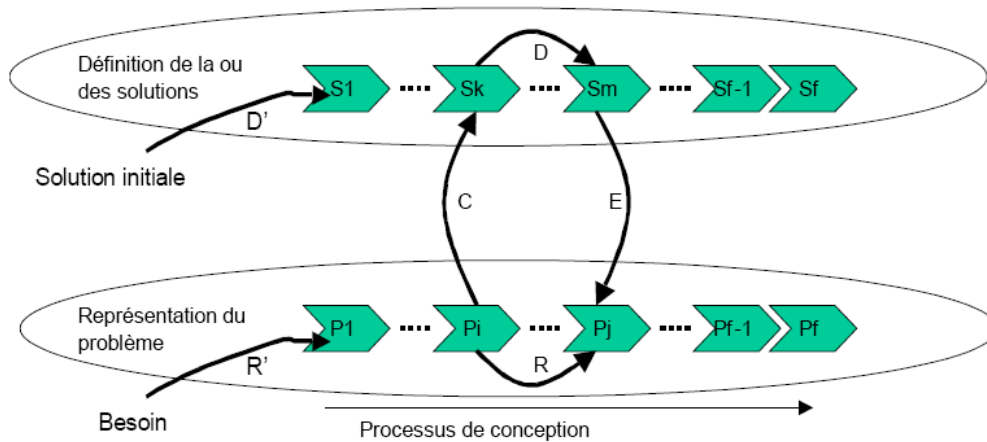 Définition de la ou
des solutions
D
S1 Sk Sm Sf-1 Sf
D'
Solution initiale
C E
Représentation du
problème
P1 Pi Pj Pf-1 Pf
R' R
Besoin
Processus de conception